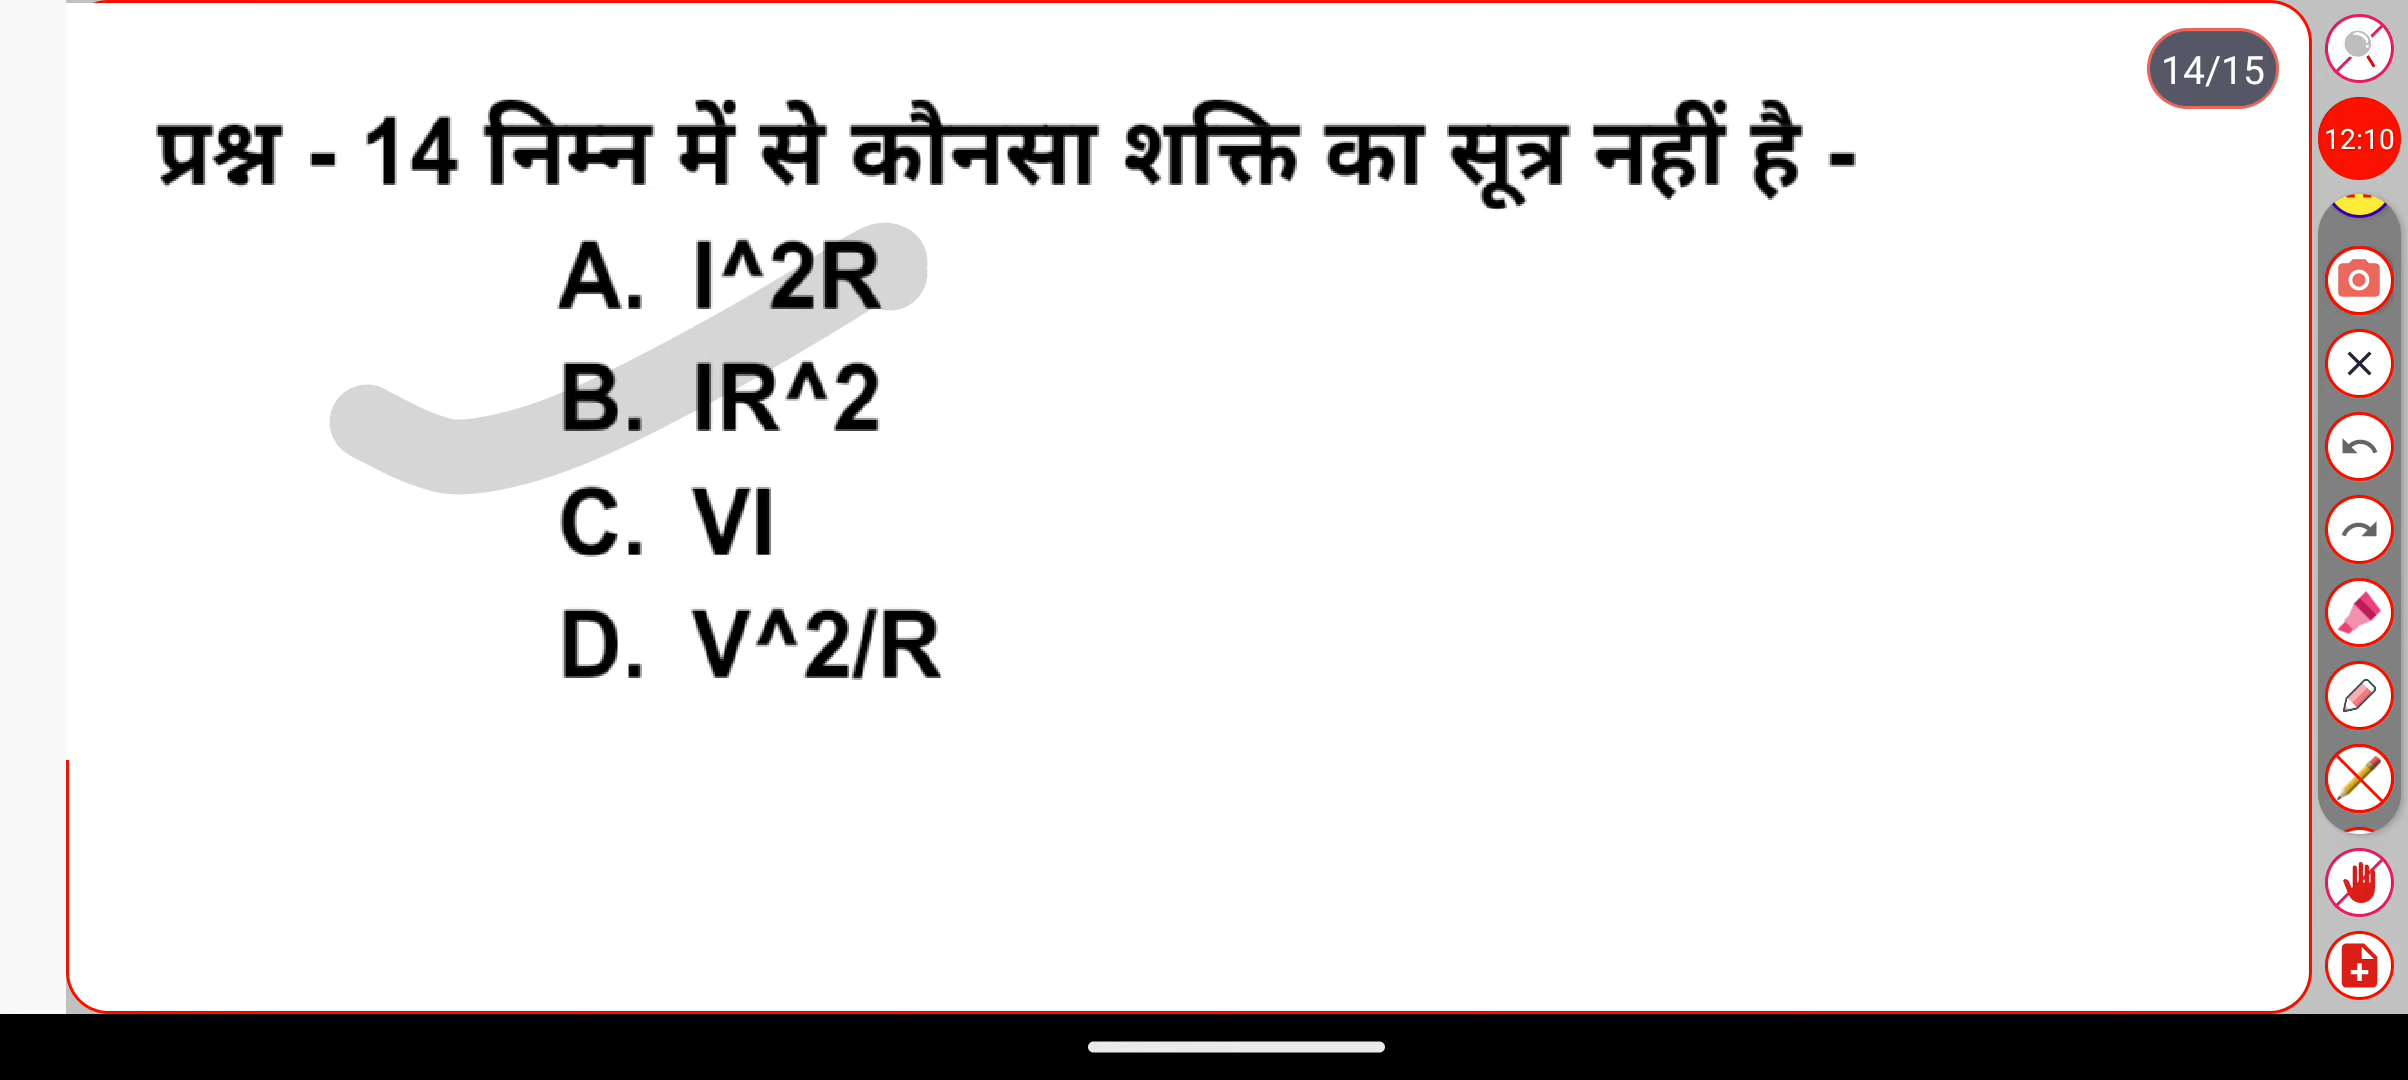 14/15
12:10
प्रश्न - 14 निम्न में से कौनसा शक्ति का सूत्र नहीं है -
A. I^2R
B. IR^2
C. VI
D. V^2/R